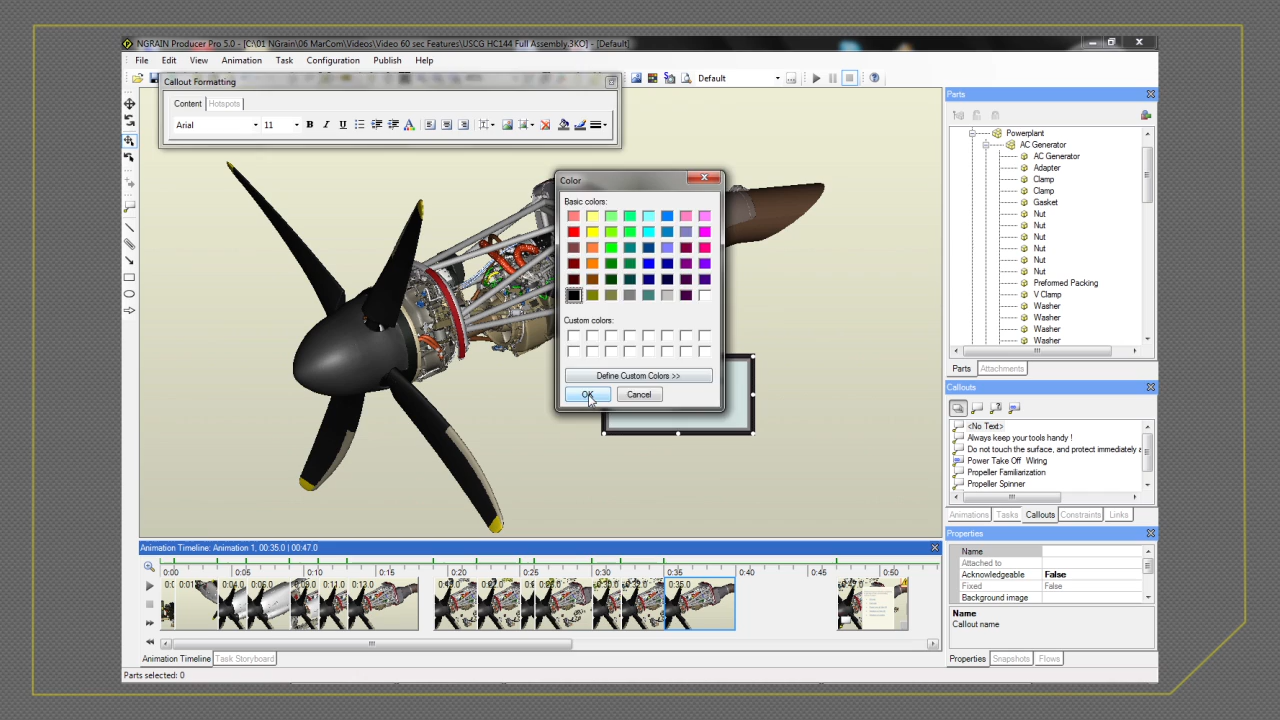 NGRAIN Producer Pro 5.0 - [C:\01 NGrain\06 MarCom\Videos\Video 60 sec Features\USCG HC144 Full Assembly.3KO] - [Default]
File Edit View Animation Task Configuration Publish Help
Default
Callout Formatting
Content Hotspots
Arial 11 B I U
Color
Basic colors:
Custom colors:
Define Custom Colors >>
OK Cancel
Parts
Powerplant
AC Generator
AC Generator
Adapter
Clamp
Clamp
Gasket
Nut
Nut
Nut
Nut
Nut
Nut
Preformed Packing
V Clamp
Washer
Washer
Washer
Washer
Parts Attachments
Callouts
<No Text>
Always keep your tools handy !
Do not touch the surface, and protect immediately a
Power Take Off Wiring
Propeller Familiarization
Propeller Spinner
Animations Tasks Callouts Constraints Links
Properties
Name
Attached to
Acknowledgeable False
Fixed False
Background image
Name
Callout name
Properties Snapshots Flows
Animation Timeline: Animation 1, 00:35.0 | 00:47.0
0:00 0:05 0:10 0:15 0:20 0:25 0:30 0:35 0:40 0:45 0:50
0:35.0
Animation Timeline Task Storyboard
Parts selected: 0